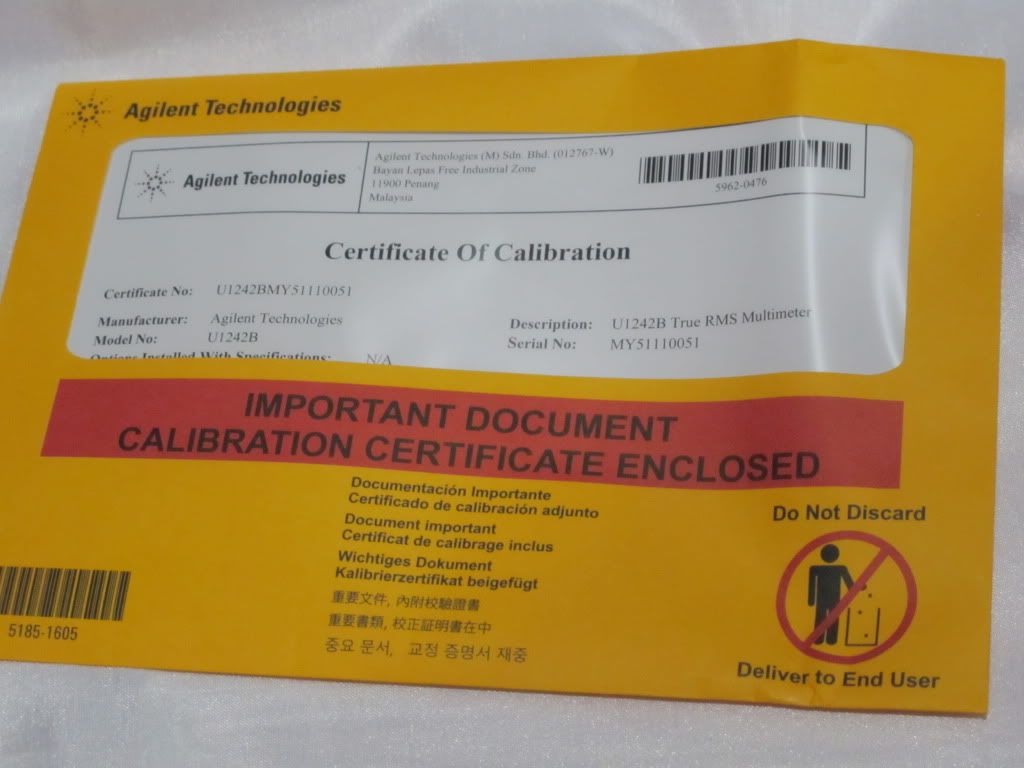 Agilent Technologies
Agilent Technologies
Agilent Technologies (M) Sdn. Bhd. (012767-W)
Bayan Lepas Free Industrial Zone
11900 Penang
Malaysia
5962-0476
Certificate Of Calibration
Certificate No: U1242BMY51110051
Manufacturer: Agilent Technologies
Description: U1242B True RMS Multimeter
Model No: U1242B
Serial No: MY51110051
Options Installed With Specifications: N/A
IMPORTANT DOCUMENT
CALIBRATION CERTIFICATE ENCLOSED
Documentación Importante
Certificado de calibración adjunto
Document important
Certificat de calibrage inclus
Wichtiges Dokument
Kalibrierzertifikat beigefügt
重要文件, 內附校驗證書
重要書類, 校正証明書在中
중요 문서, 교정 증명서 재중
5185-1605
Do Not Discard
Deliver to End User